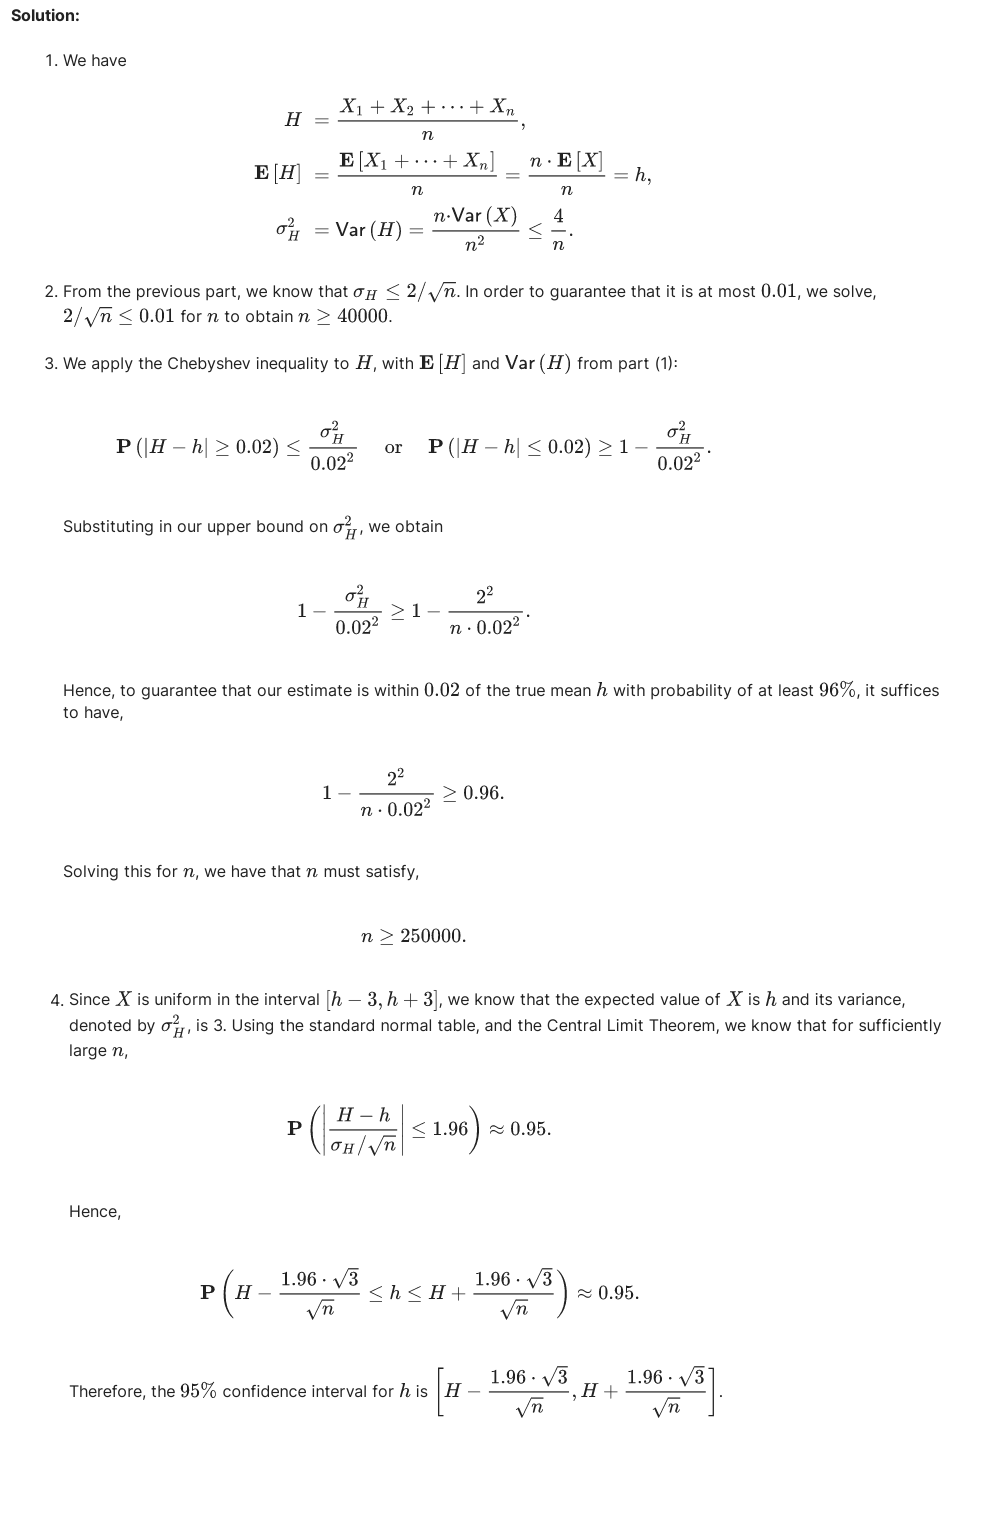 Solution:
1. We have
H = \frac{X_1 + X_2 + \cdots + X_n}{n},
\mathbf{E}[H] = \frac{\mathbf{E}[X_1 + \cdots + X_n]}{n} = \frac{n \cdot \mathbf{E}[X]}{n} = h,
\sigma_H^2 = \mathsf{Var}(H) = \frac{n \cdot \mathsf{Var}(X)}{n^2} \leq \frac{4}{n}.
2. From the previous part, we know that σ_H ≤ 2/√n. In order to guarantee that it is at most 0.01, we solve,
2/√n ≤ 0.01 for n to obtain n ≥ 40000.
3. We apply the Chebyshev inequality to H, with E[H] and Var(H) from part (1):
\mathbf{P}(|H - h| \geq 0.02) \leq \frac{\sigma_H^2}{0.02^2} \quad or \quad \mathbf{P}(|H - h| \leq 0.02) \geq 1 - \frac{\sigma_H^2}{0.02^2}.
Substituting in our upper bound on σ_H^2, we obtain
1 - \frac{\sigma_H^2}{0.02^2} \geq 1 - \frac{2^2}{n \cdot 0.02^2}.
Hence, to guarantee that our estimate is within 0.02 of the true mean h with probability of at least 96%, it suffices
to have,
1 - \frac{2^2}{n \cdot 0.02^2} \geq 0.96.
Solving this for n, we have that n must satisfy,
n ≥ 250000.
4. Since X is uniform in the interval [h − 3, h + 3], we know that the expected value of X is h and its variance,
denoted by σ_H^2, is 3. Using the standard normal table, and the Central Limit Theorem, we know that for sufficiently
large n,
\mathbf{P}\left(\left|\frac{H - h}{\sigma_H/\sqrt{n}}\right| \leq 1.96\right) \approx 0.95.
Hence,
\mathbf{P}\left(H - \frac{1.96 \cdot \sqrt{3}}{\sqrt{n}} \leq h \leq H + \frac{1.96 \cdot \sqrt{3}}{\sqrt{n}}\right) \approx 0.95.
Therefore, the 95% confidence interval for h is \left[H - \frac{1.96 \cdot \sqrt{3}}{\sqrt{n}}, H + \frac{1.96 \cdot \sqrt{3}}{\sqrt{n}}\right].